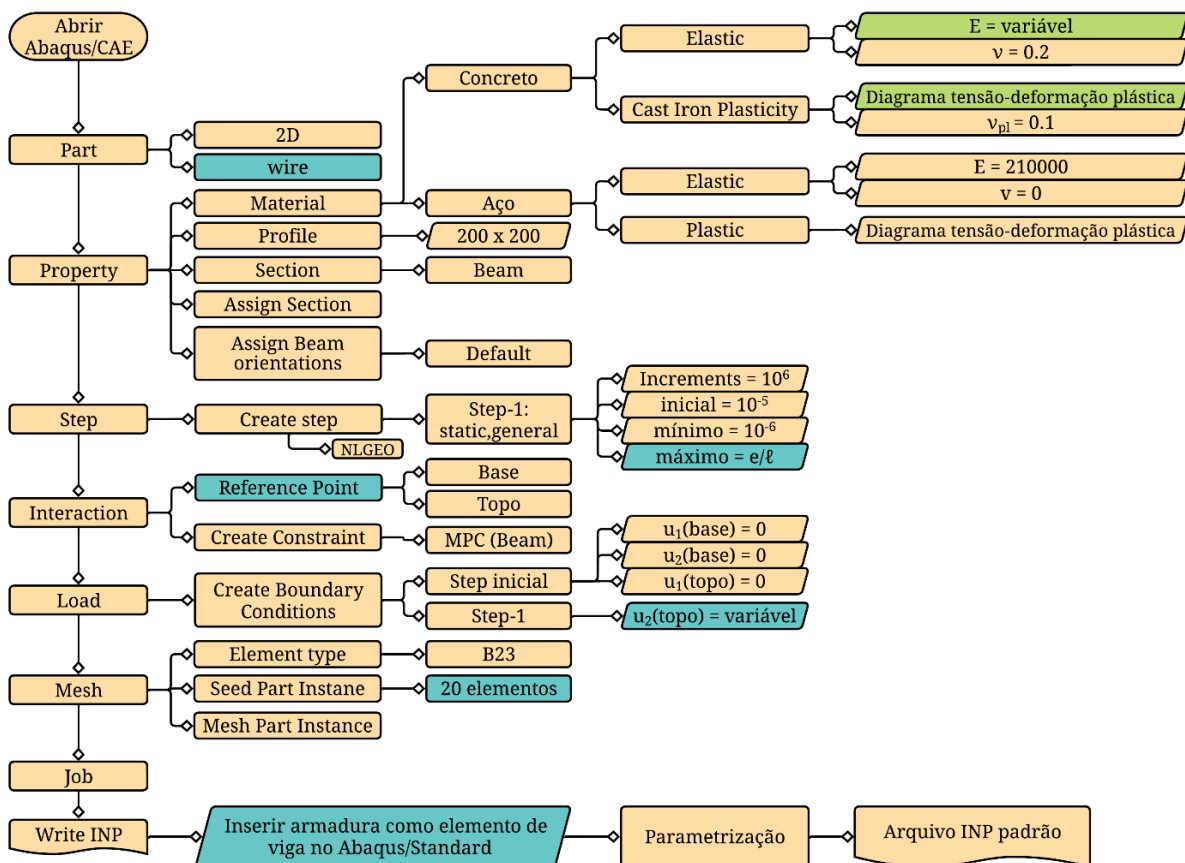 Abrir
Abaqus/CAE
Part
2D
wire
Property
Material
Concreto
Elastic
E = variável
ν = 0.2
Cast Iron Plasticity
Diagrama tensão-deformação plástica
νpl = 0.1
Aço
Elastic
E = 210000
v = 0
Plastic
Diagrama tensão-deformação plástica
Profile
200 x 200
Section
Beam
Assign Section
Assign Beam
orientations
Default
Step
Create step
NLGEO
Step-1:
static,general
Increments = 10⁶
inicial = 10⁻⁵
mínimo = 10⁻⁶
máximo = e/ℓ
Interaction
Reference Point
Base
Topo
Create Constraint
MPC (Beam)
Load
Create Boundary
Conditions
Step inicial
u₁(base) = 0
u₂(base) = 0
u₁(topo) = 0
Step-1
u₂(topo) = variável
Mesh
Element type
B23
Seed Part Instane
20 elementos
Mesh Part Instance
Job
Write INP
Inserir armadura como elemento de
viga no Abaqus/Standard
Parametrização
Arquivo INP padrão